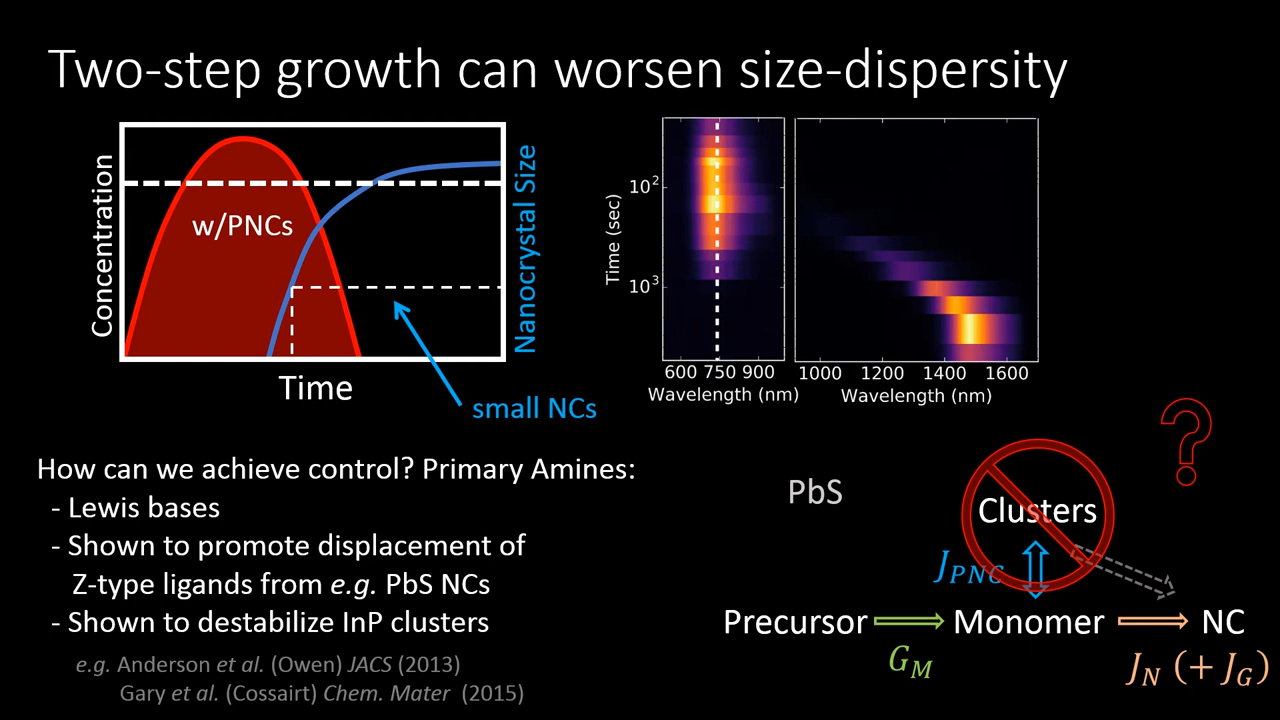 Two-step growth can worsen size-dispersity
Concentration
w/PNCs
Nanocrystal Size
Time
small NCs
Time (sec)
10²
10³
600 750 900
Wavelength (nm)
1000 1200 1400 1600
Wavelength (nm)
How can we achieve control? Primary Amines:
- Lewis bases
- Shown to promote displacement of
Z-type ligands from e.g. PbS NCs
- Shown to destabilize InP clusters
e.g. Anderson et al. (Owen) JACS (2013)
Gary et al. (Cossairt) Chem. Mater (2015)
?
PbS
Clusters
J_PNC
Precursor
Monomer
NC
G_M
J_N (+ J_G)